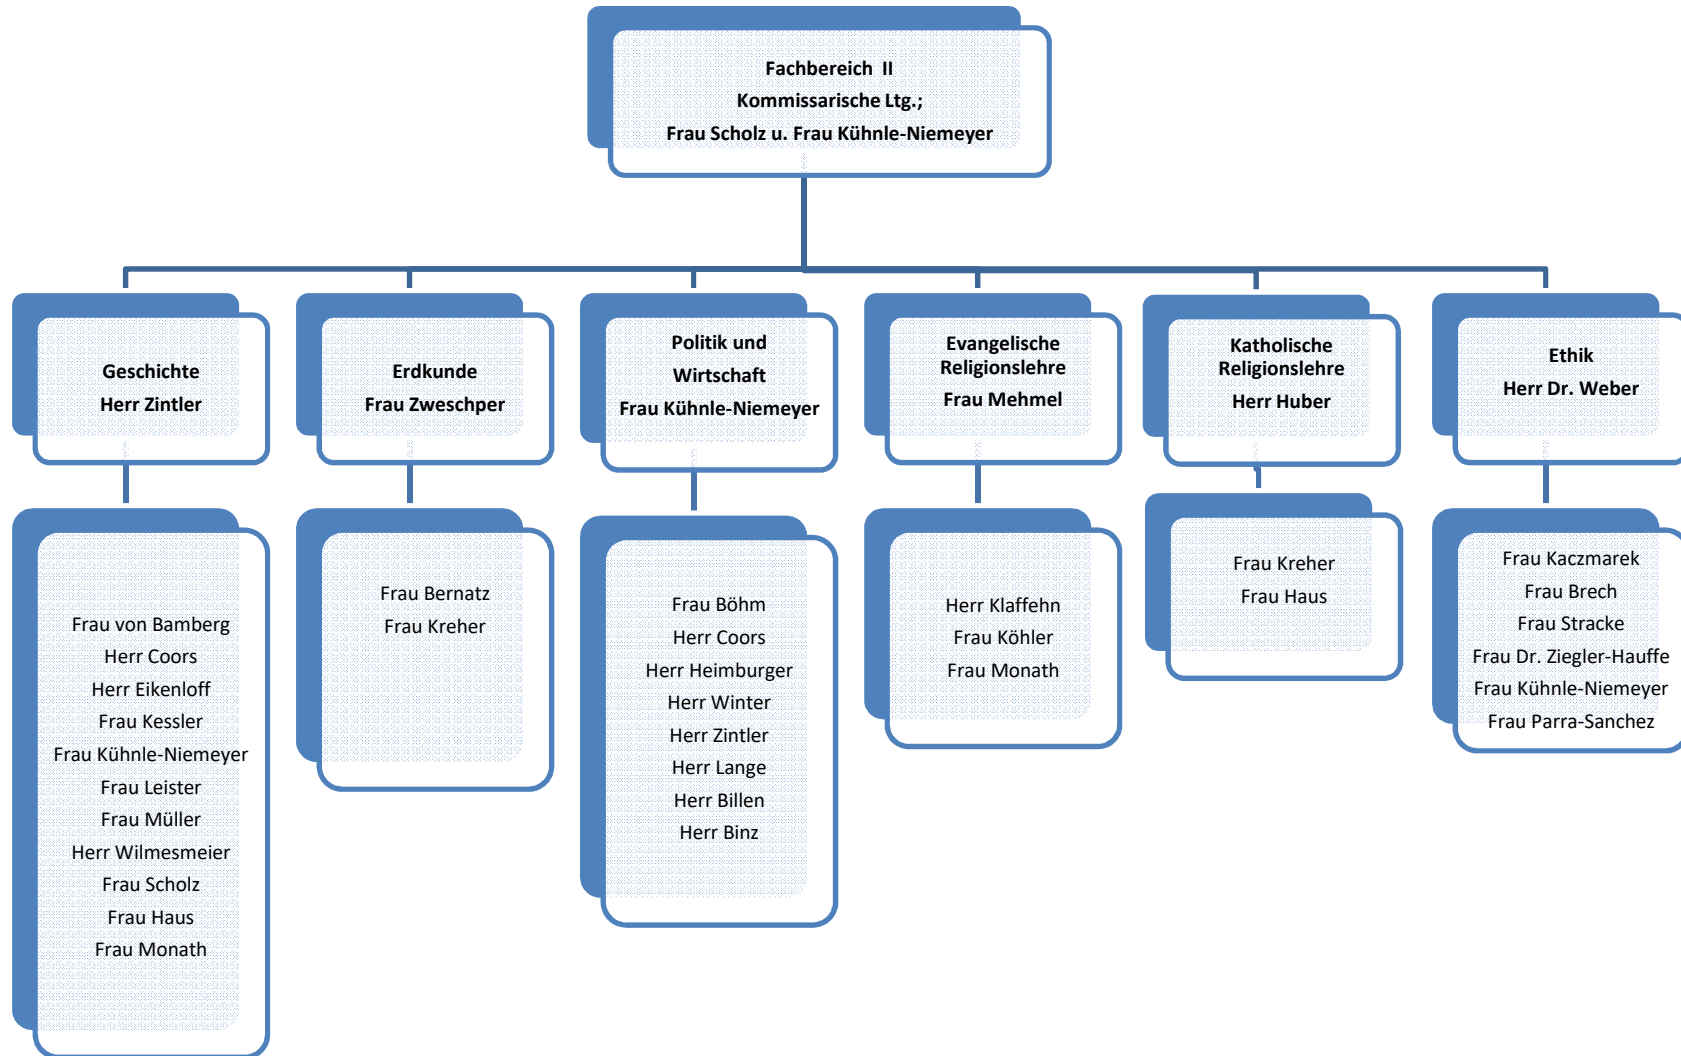 Fachbereich II
Kommissarische Ltg.;
Frau Scholz u. Frau Kühnle-Niemeyer
Geschichte
Herr Zintler
Erdkunde
Frau Zweschper
Politik und
Wirtschaft
Frau Kühnle-Niemeyer
Evangelische
Religionslehre
Frau Mehmel
Katholische
Religionslehre
Herr Huber
Ethik
Herr Dr. Weber
Frau von Bamberg
Herr Coors
Herr Eikenloff
Frau Kessler
Frau Kühnle-Niemeyer
Frau Leister
Frau Müller
Herr Wilmesmeier
Frau Scholz
Frau Haus
Frau Monath
Frau Bernatz
Frau Kreher
Frau Böhm
Herr Coors
Herr Heimburger
Herr Winter
Herr Zintler
Herr Lange
Herr Billen
Herr Binz
Herr Klaffehn
Frau Köhler
Frau Monath
Frau Kreher
Frau Haus
Frau Kaczmarek
Frau Brech
Frau Stracke
Frau Dr. Ziegler-Hauffe
Frau Kühnle-Niemeyer
Frau Parra-Sanchez